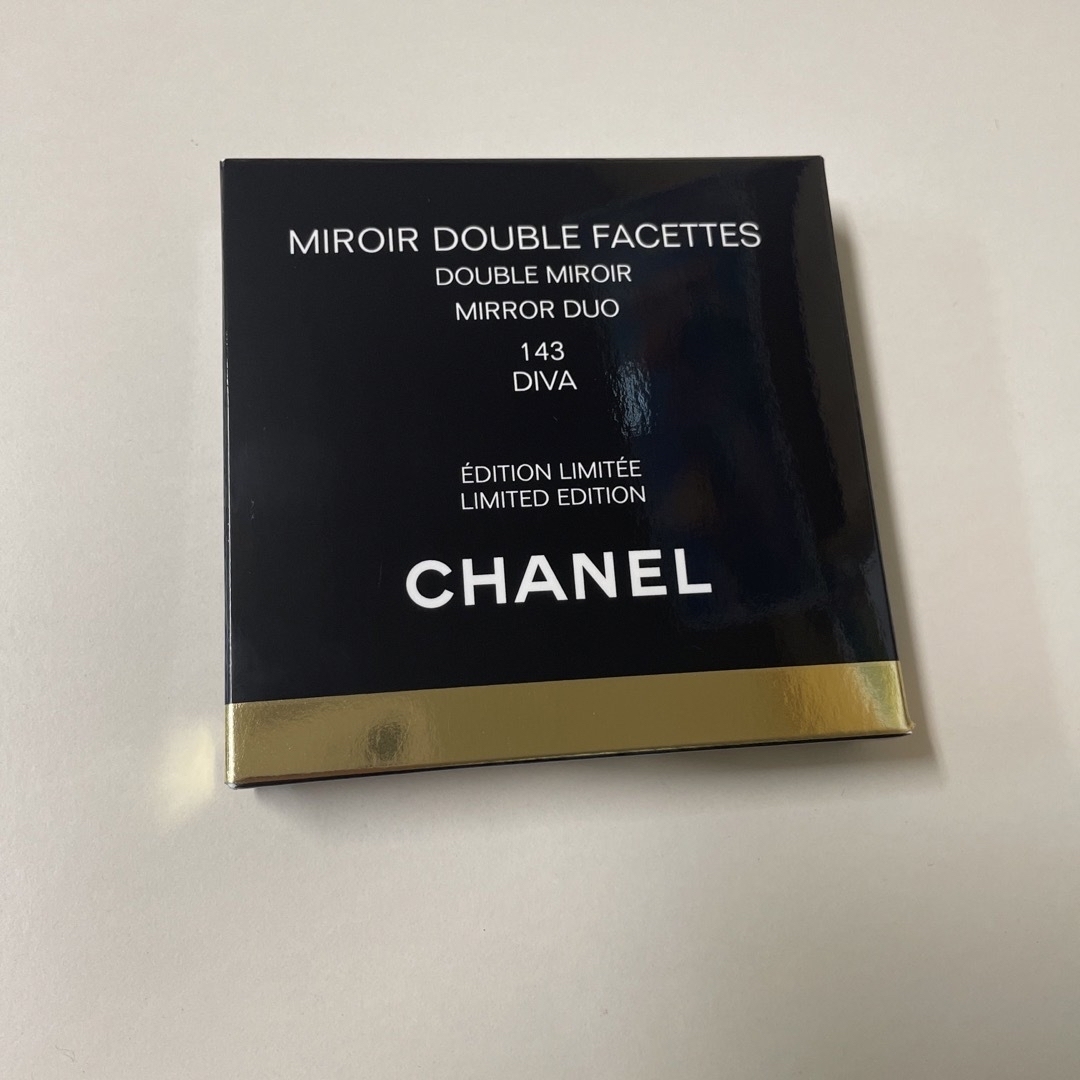 MIROIR DOUBLE FACETTES
DOUBLE MIROIR
MIRROR DUO
143
DIVA
ÉDITION LIMITÉE
LIMITED EDITION
CHANEL